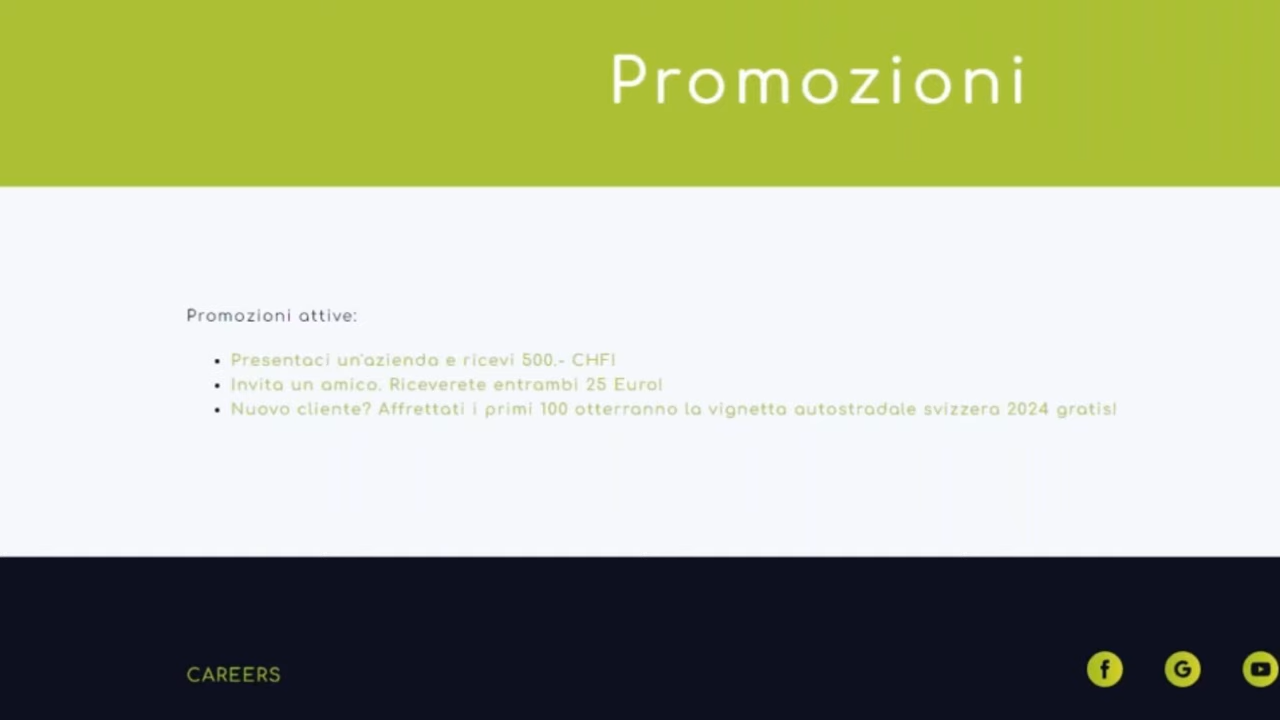 Promozioni
Promozioni attive:
Presentaci un'azienda e ricevi 500.- CHF!
Invita un amico. Riceverete entrambi 25 Euro!
Nuovo cliente? Affrettati i primi 100 otterranno la vignetta autostradale svizzera 2024 gratis!
CAREERS